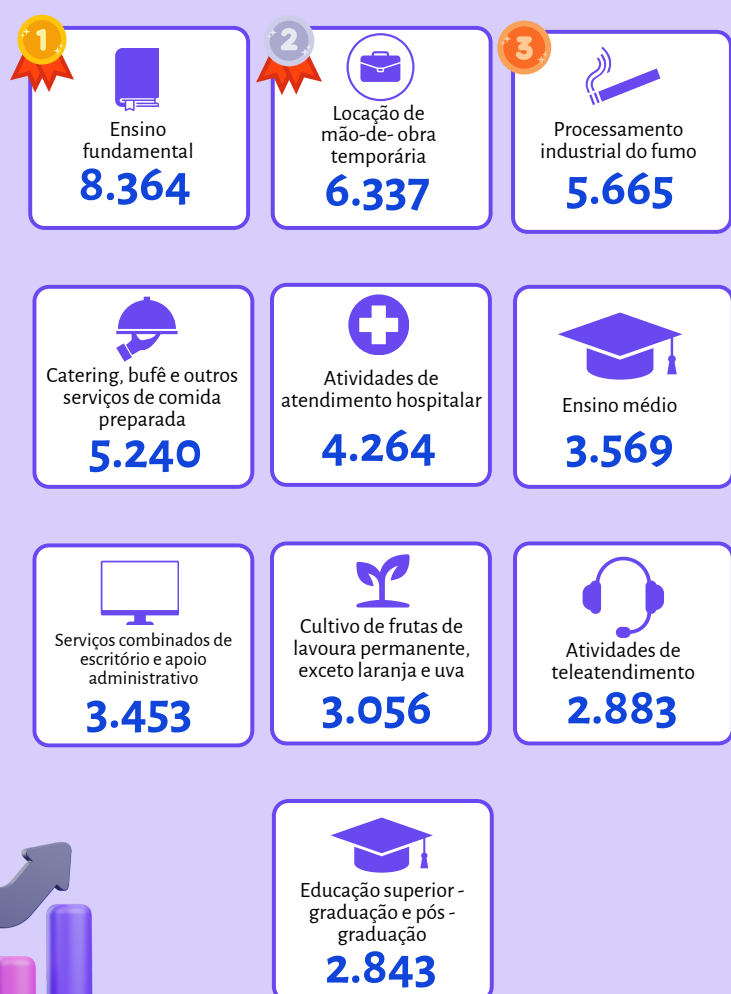 1
Ensino
fundamental
8.364
2
Locação de
mão-de- obra
temporária
6.337
3
Processamento
industrial do fumo
5.665
Catering, bufê e outros
serviços de comida
preparada
5.240
Atividades de
atendimento hospitalar
4.264
Ensino médio
3.569
Serviços combinados de
escritório e apoio
administrativo
3.453
Cultivo de frutas de
lavoura permanente,
exceto laranja e uva
3.056
Atividades de
teleatendimento
2.883
Educação superior -
graduação e pós -
graduação
2.843